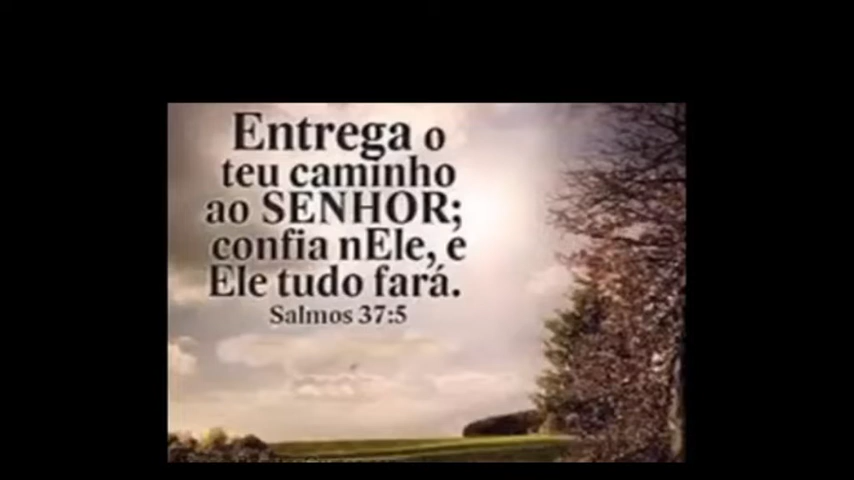 Entrega o
teu caminho
ao SENHOR;
confia nEle, e
Ele tudo fará.
Salmos 37:5